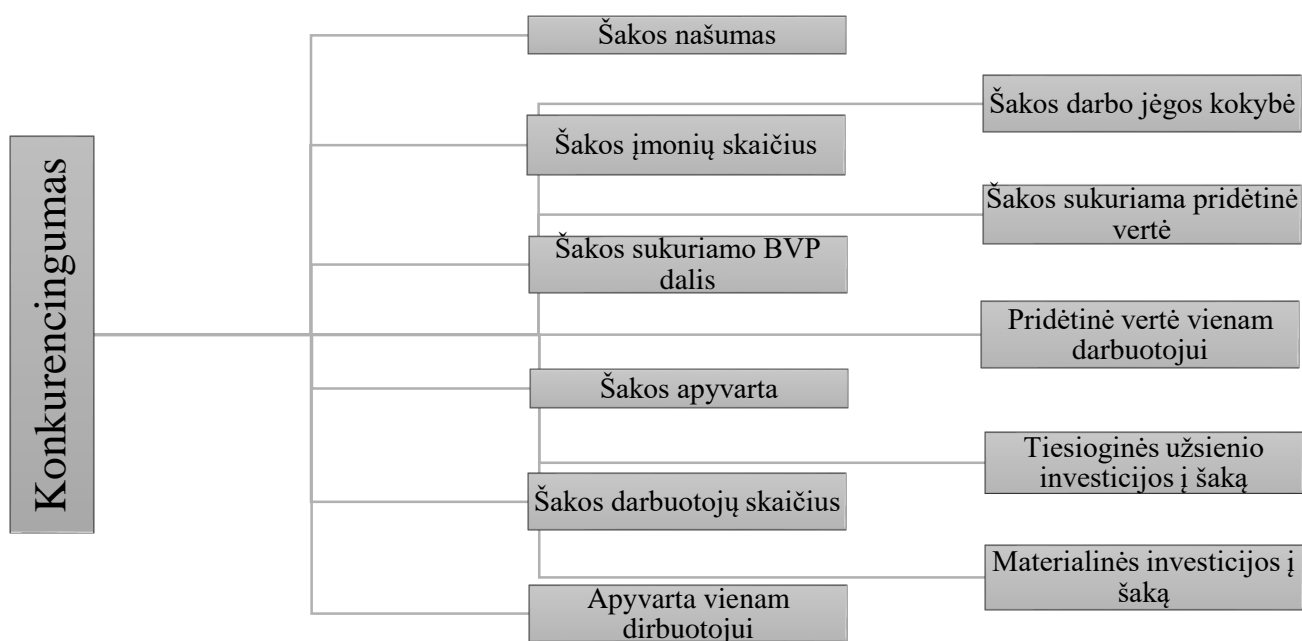 Konkurencingumas
Šakos našumas
Šakos įmonių skaičius
Šakos sukuriamo BVP
dalis
Šakos apyvarta
Šakos darbuotojų skaičius
Apyvarta vienam
dirbuotojui
Šakos darbo jėgos kokybė
Šakos sukuriama pridėtinė
vertė
Pridėtinė vertė vienam
darbuotojui
Tiesioginės užsienio
investicijos į šaką
Materialinės investicijos į
šaką